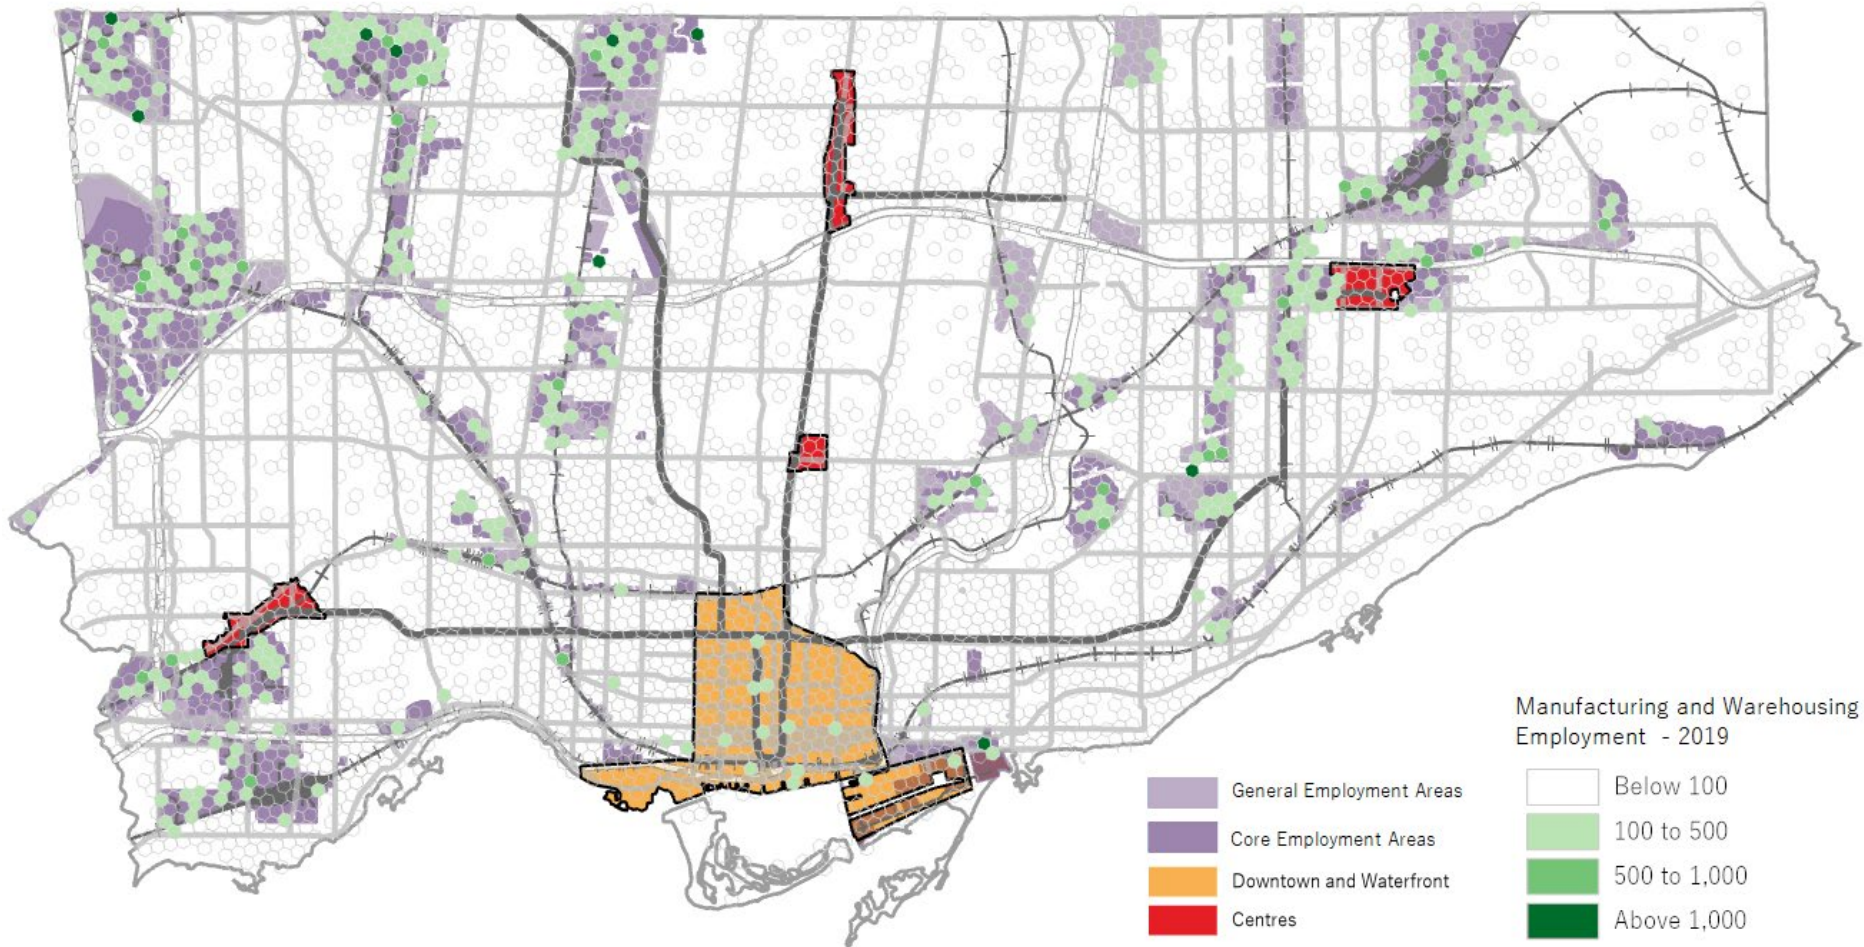 Manufacturing and Warehousing
Employment - 2019
General Employment Areas
Core Employment Areas
Downtown and Waterfront
Centres
Below 100
100 to 500
500 to 1,000
Above 1,000